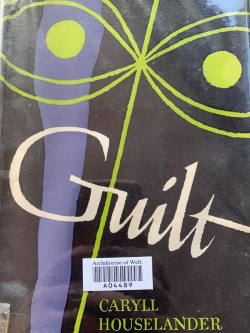 Guilt
Archdiocese of Well.
A04489
CARYLL
HOUSELANDER